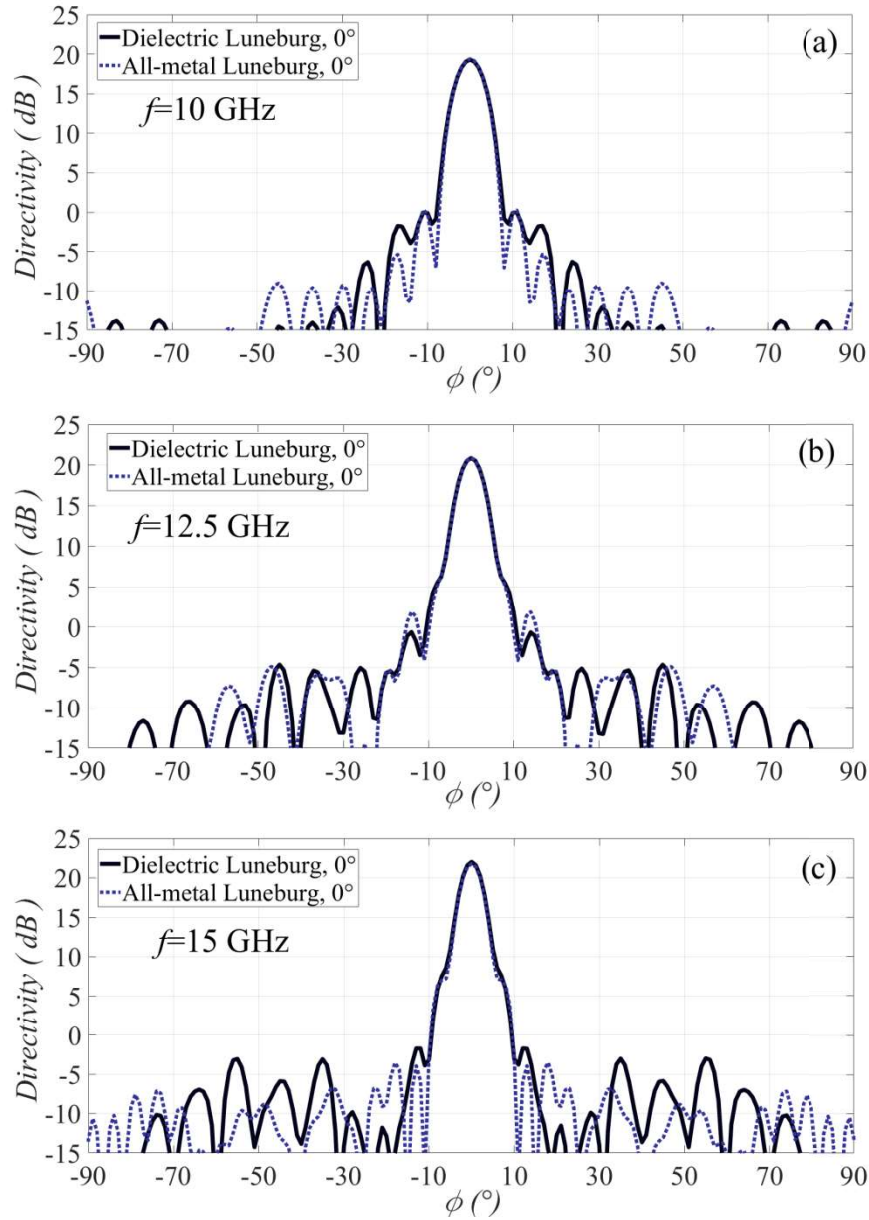 25
Dielectric Luneburg, 0°
All-metal Luneburg, 0°
(a)
20
15
f=10 GHz
10
5
0
-5
-10
-15
Directivity ( dB )
-90 -70 -50 -30 -10 10 30 50 70 90
ϕ (°)
25
Dielectric Luneburg, 0°
All-metal Luneburg, 0°
(b)
20
15
f=12.5 GHz
10
5
0
-5
-10
-15
Directivity ( dB )
-90 -70 -50 -30 -10 10 30 50 70 90
ϕ (°)
25
Dielectric Luneburg, 0°
All-metal Luneburg, 0°
(c)
20
15
f=15 GHz
10
5
0
-5
-10
-15
Directivity ( dB )
-90 -70 -50 -30 -10 10 30 50 70 90
ϕ (°)